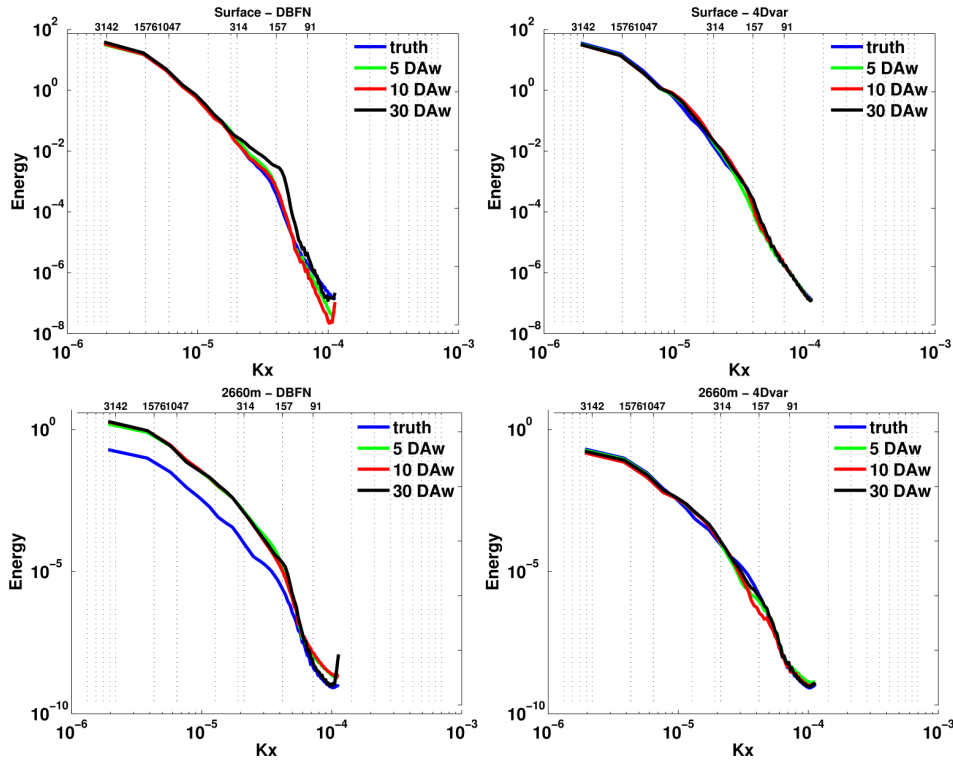 Surface − DBFN
3142 15761047 314 157 91
10^2
10^0
10^−2
10^−4
10^−6
10^−8
Energy
truth
5 DAw
10 DAw
30 DAw
10^−6 10^−5 10^−4 10^−3
Kx
Surface − 4Dvar
3142 15761047 314 157 91
10^2
10^0
10^−2
10^−4
10^−6
10^−8
Energy
truth
5 DAw
10 DAw
30 DAw
10^−6 10^−5 10^−4 10^−3
Kx
2660m − DBFN
3142 15761047 314 157 91
10^0
10^−5
10^−10
Energy
truth
5 DAw
10 DAw
30 DAw
10^−6 10^−5 10^−4 10^−3
Kx
2660m − 4Dvar
3142 15761047 314 157 91
10^0
10^−5
10^−10
Energy
truth
5 DAw
10 DAw
30 DAw
10^−6 10^−5 10^−4 10^−3
Kx